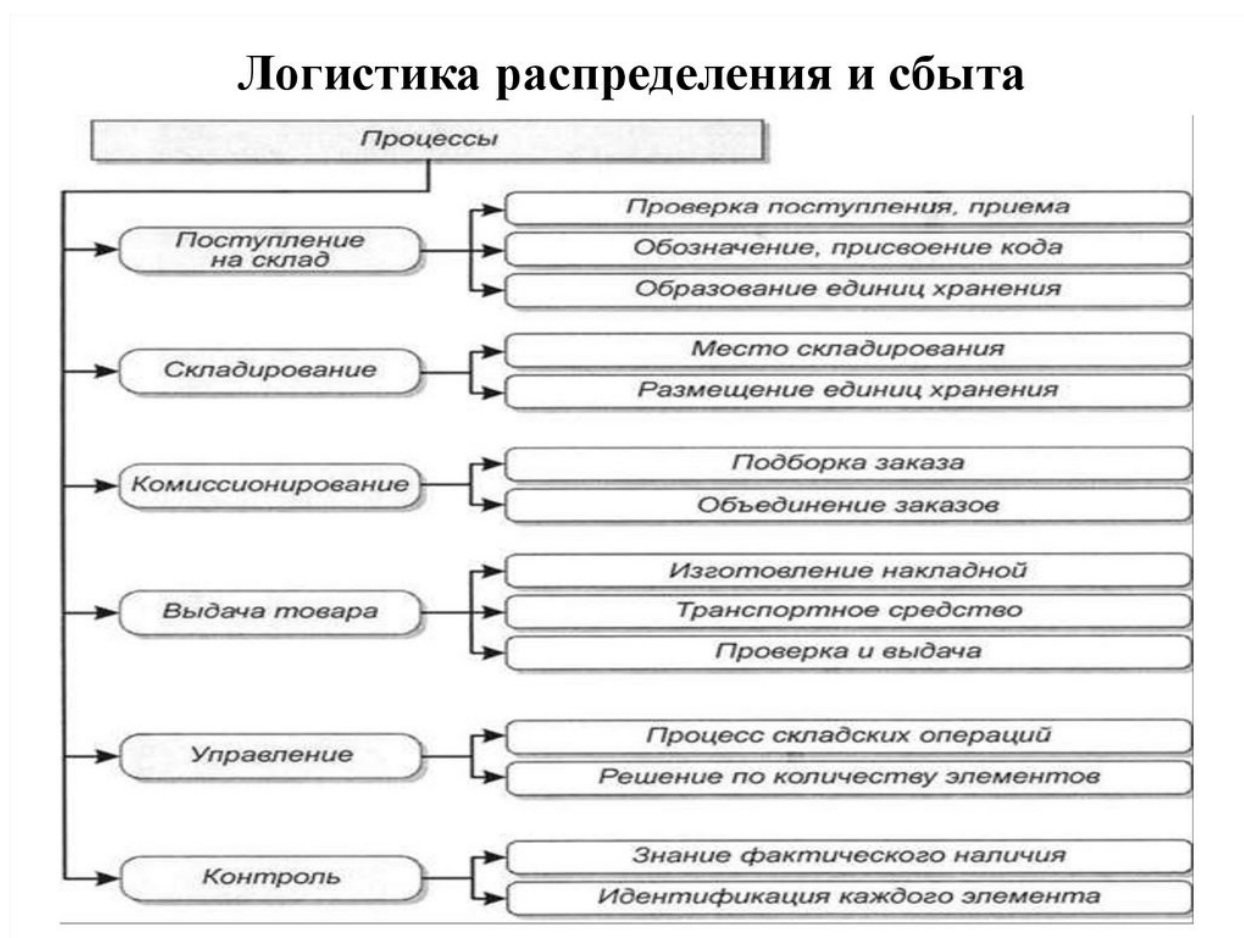 Логистика распределения и сбыта
Процессы
Поступление
на склад
Проверка поступления, приема
Обозначение, присвоение кода
Образование единиц хранения
Складирование
Место складирования
Размещение единиц хранения
Комиссионирование
Подборка заказа
Объединение заказов
Выдача товара
Изготовление накладной
Транспортное средство
Проверка и выдача
Управление
Процесс складских операций
Решение по количеству элементов
Контроль
Знание фактического наличия
Идентификация каждого элемента